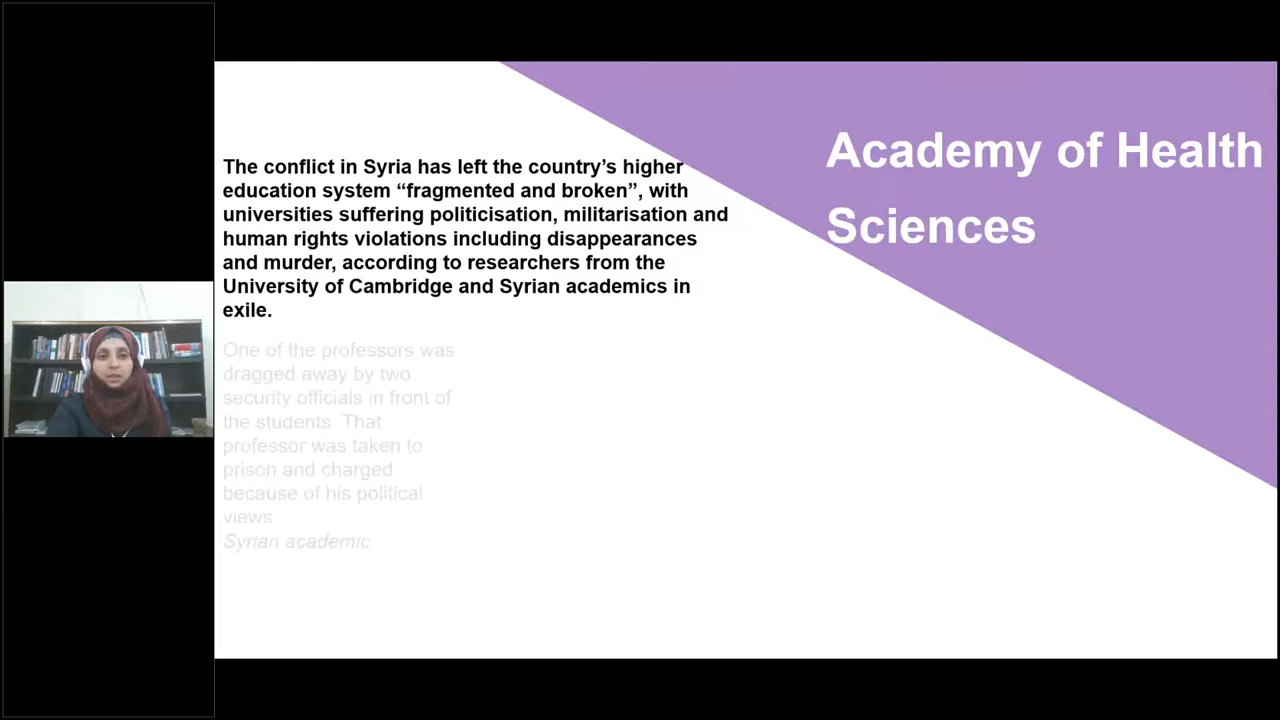 Academy of Health
Sciences
The conflict in Syria has left the country’s higher
education system “fragmented and broken”, with
universities suffering politicisation, militarisation and
human rights violations including disappearances
and murder, according to researchers from the
University of Cambridge and Syrian academics in
exile.
One of the professors was
dragged away by two
security officials in front of
the students  That
professor was taken to
prison and charged
because of his political
views
Syrian academic